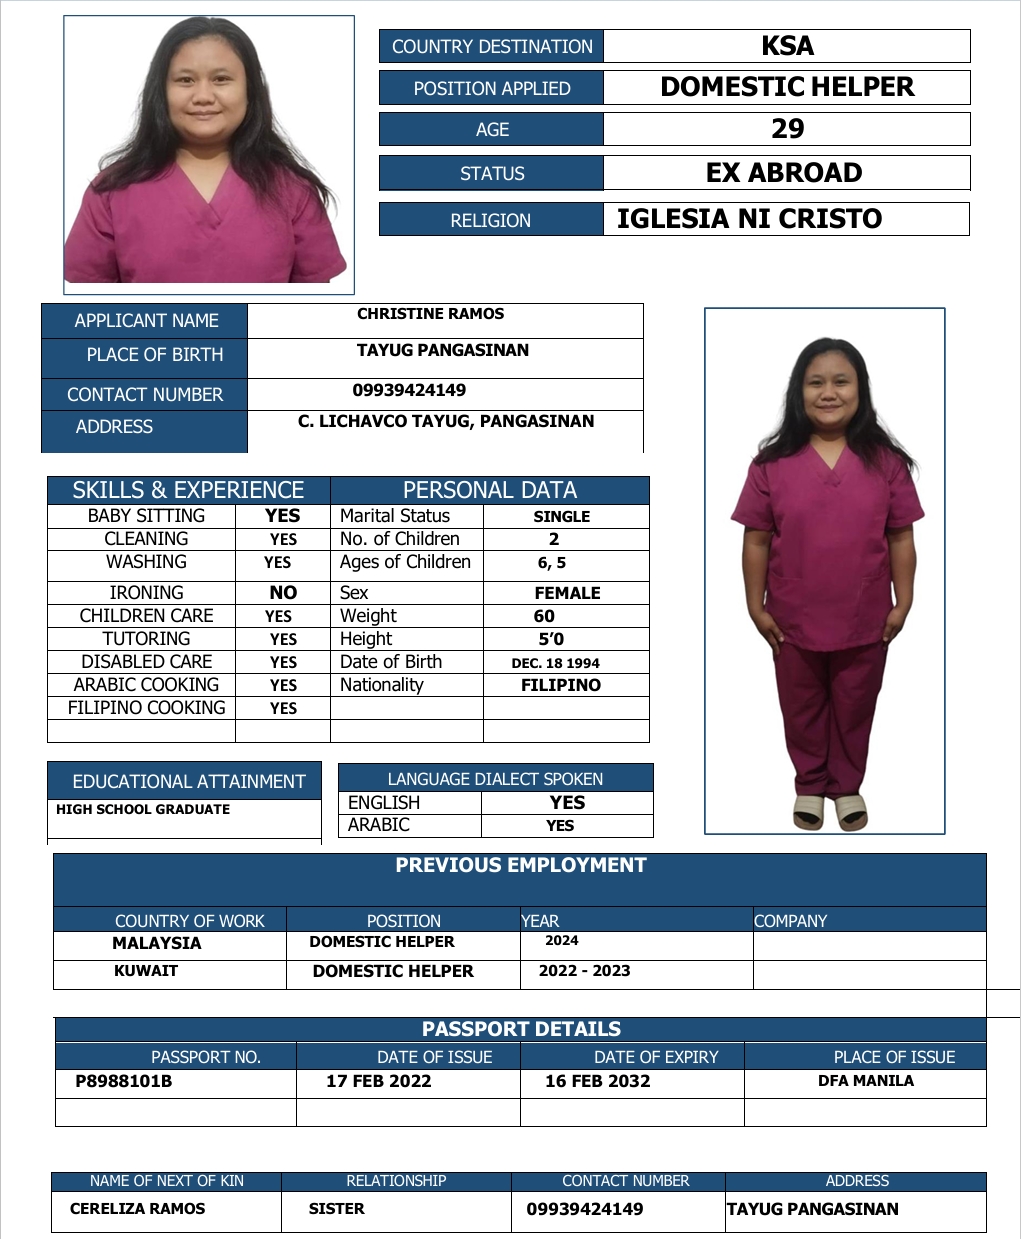 COUNTRY DESTINATION KSA
POSITION APPLIED DOMESTIC HELPER
AGE 29
STATUS EX ABROAD
RELIGION IGLESIA NI CRISTO
APPLICANT NAME CHRISTINE RAMOS
PLACE OF BIRTH TAYUG PANGASINAN
CONTACT NUMBER 09939424149
ADDRESS C. LICHAVCO TAYUG, PANGASINAN
SKILLS & EXPERIENCE PERSONAL DATA
BABY SITTING YES Marital Status SINGLE
CLEANING YES No. of Children 2
WASHING YES Ages of Children 6, 5
IRONING NO Sex FEMALE
CHILDREN CARE YES Weight 60
TUTORING YES Height 5’0
DISABLED CARE YES Date of Birth DEC. 18 1994
ARABIC COOKING YES Nationality FILIPINO
FILIPINO COOKING YES
EDUCATIONAL ATTAINMENT
HIGH SCHOOL GRADUATE
LANGUAGE DIALECT SPOKEN
ENGLISH YES
ARABIC YES
PREVIOUS EMPLOYMENT
COUNTRY OF WORK POSITION YEAR COMPANY
MALAYSIA DOMESTIC HELPER 2024
KUWAIT DOMESTIC HELPER 2022 - 2023
PASSPORT DETAILS
PASSPORT NO. DATE OF ISSUE DATE OF EXPIRY PLACE OF ISSUE
P8988101B 17 FEB 2022 16 FEB 2032 DFA MANILA
NAME OF NEXT OF KIN RELATIONSHIP CONTACT NUMBER ADDRESS
CERELIZA RAMOS SISTER 09939424149 TAYUG PANGASINAN